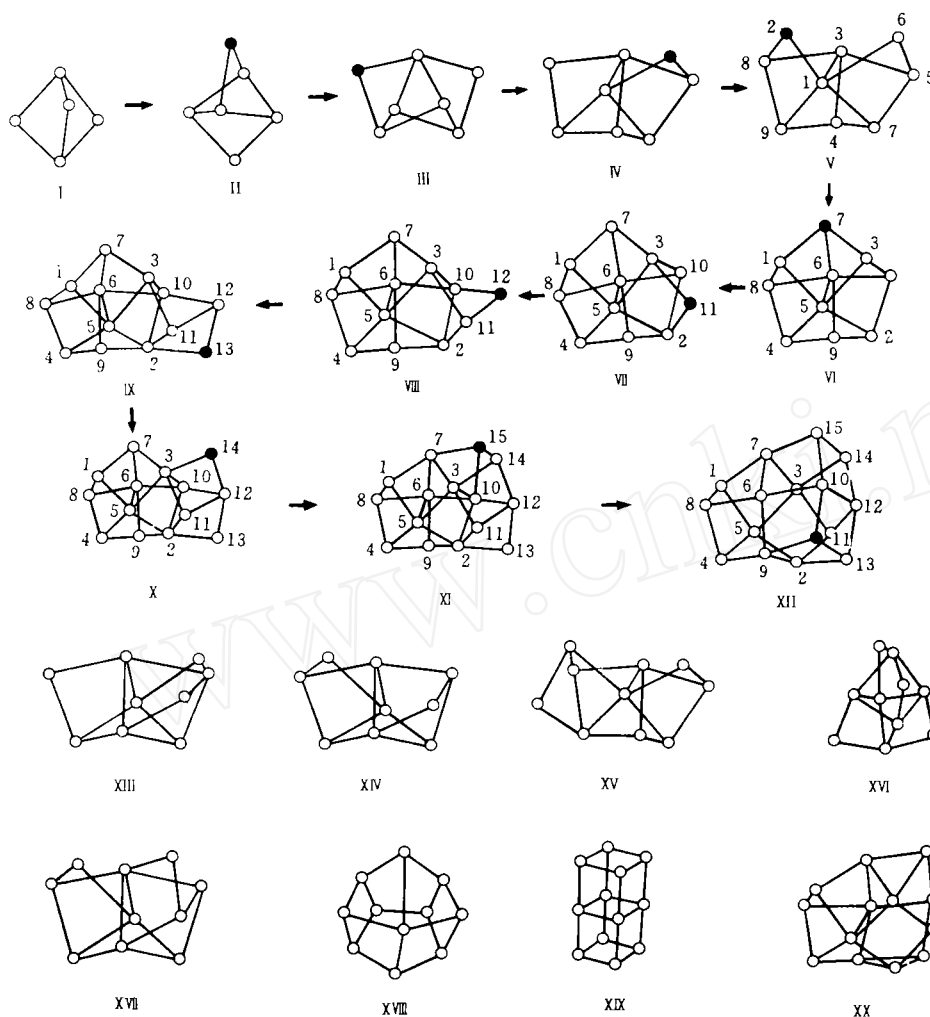 2 3 6
8 1 5
9 4 7
I II III IV V
7 7 7 7
1 3 1 3 1 3 1 3
6 10 12 6 10 12 6 10 6
8 8 8 8
5 11 13 5 11 5 11 5
4 9 2 4 9 2 4 9 2 4 9 2
IX VIII VII VI
7 14 7 15 14 15 7 14
1 3 1 3 1 3
6 10 6 10 6 10
8 12 8 12 8 12
5 11 5 11 5 11
4 9 2 13 4 9 2 13 4 9 2 13
X XI XII
XIII XIV XV XVI
XVII XVIII XIX XX
www.cnki.n